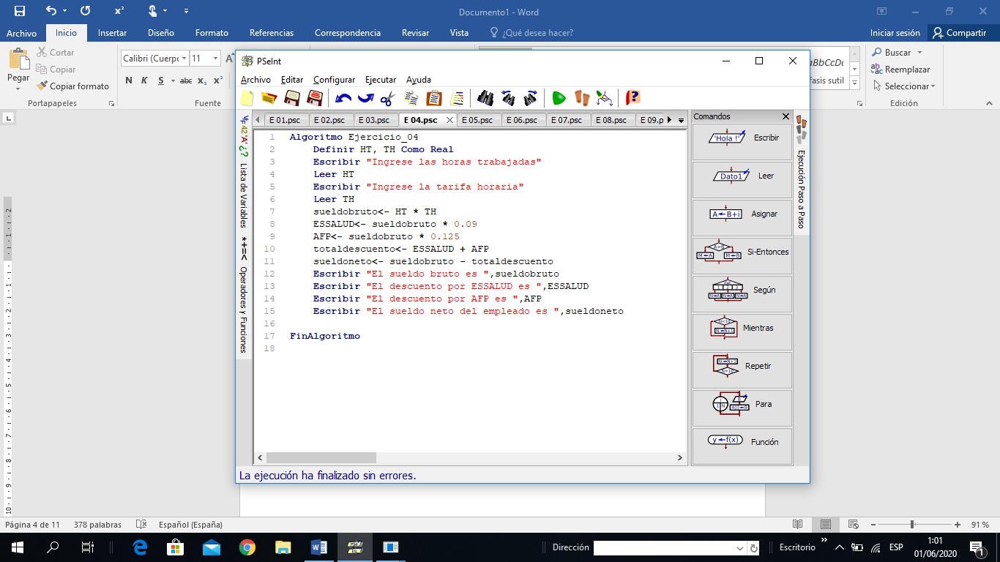 Documento1 - Word
Archivo Inicio Insertar Diseño Formato Referencias Correspondencia Revisar Vista ¿Qué desea hacer? Iniciar sesión Compartir
Pegar
Cortar
Copiar
Copiar formato
Portapapeles
Calibri (Cuerpo 11
N K S abc x₂ x²
Fuente
Buscar
Reemplazar
Seleccionar
Edición
PSeInt
Archivo Editar Configurar Ejecutar Ayuda
E 01.psc E 02.psc E 03.psc E 04.psc E 05.psc E 06.psc E 07.psc E 08.psc E 09.p
Lista de Variables
*+=< Operadores y Funciones
1 Algoritmo Ejercicio_04
2 Definir HT, TH Como Real
3 Escribir "Ingrese las horas trabajadas"
4 Leer HT
5 Escribir "Ingrese la tarifa horaria"
6 Leer TH
7 sueldobruto<- HT * TH
8 ESSALUD<- sueldobruto * 0.09
9 AFP<- sueldobruto * 0.125
10 totaldescuento<- ESSALUD + AFP
11 sueldoneto<- sueldobruto - totaldescuento
12 Escribir "El sueldo bruto es ",sueldobruto
13 Escribir "El descuento por ESSALUD es ",ESSALUD
14 Escribir "El descuento por AFP es ",AFP
15 Escribir "El sueldo neto del empleado es ",sueldoneto
16
17 FinAlgoritmo
18
Comandos
'Hola !' Escribir
Dato1 Leer
A←B+i Asignar
A>B Si-Entonces
Según
Mientras
Repetir
Para
y←f(x) Función
Ejecución Paso a Paso
La ejecución ha finalizado sin errores.
Página 4 de 11 378 palabras Español (España) 91 %
Dirección Escritorio ESP
1:01
01/06/2020